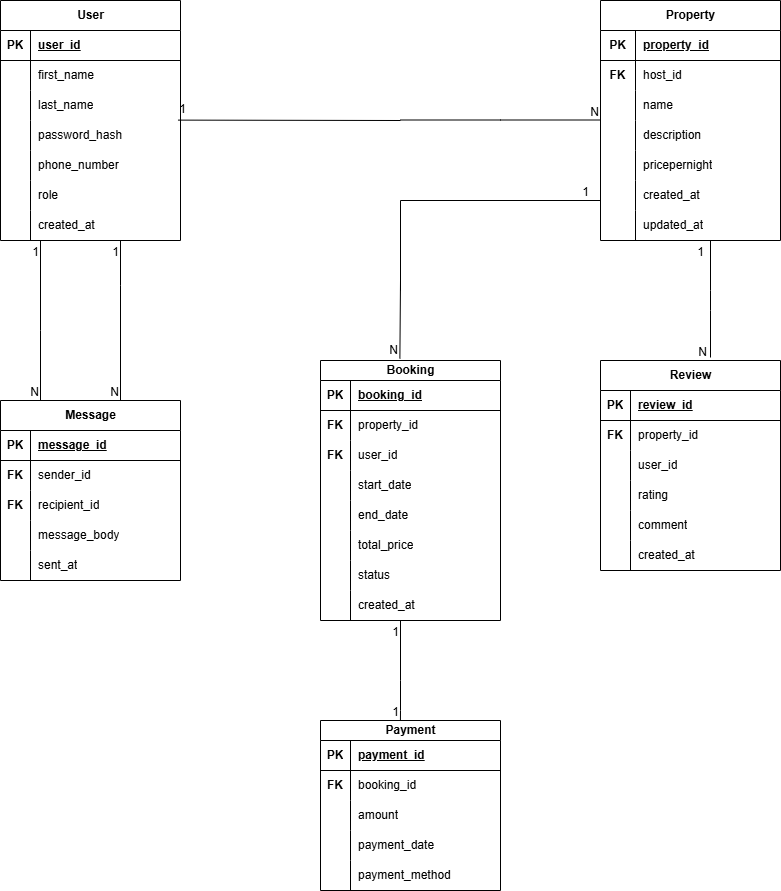 User
PK user_id
first_name
last_name
password_hash
phone_number
role
created_at
Property
PK property_id
FK host_id
name
description
pricepernight
created_at
updated_at
1
N
1
N
1
1
N
N
1
N
Message
PK message_id
FK sender_id
FK recipient_id
message_body
sent_at
Booking
PK booking_id
FK property_id
FK user_id
start_date
end_date
total_price
status
created_at
Review
PK review_id
FK property_id
user_id
rating
comment
created_at
1
1
Payment
PK payment_id
FK booking_id
amount
payment_date
payment_method